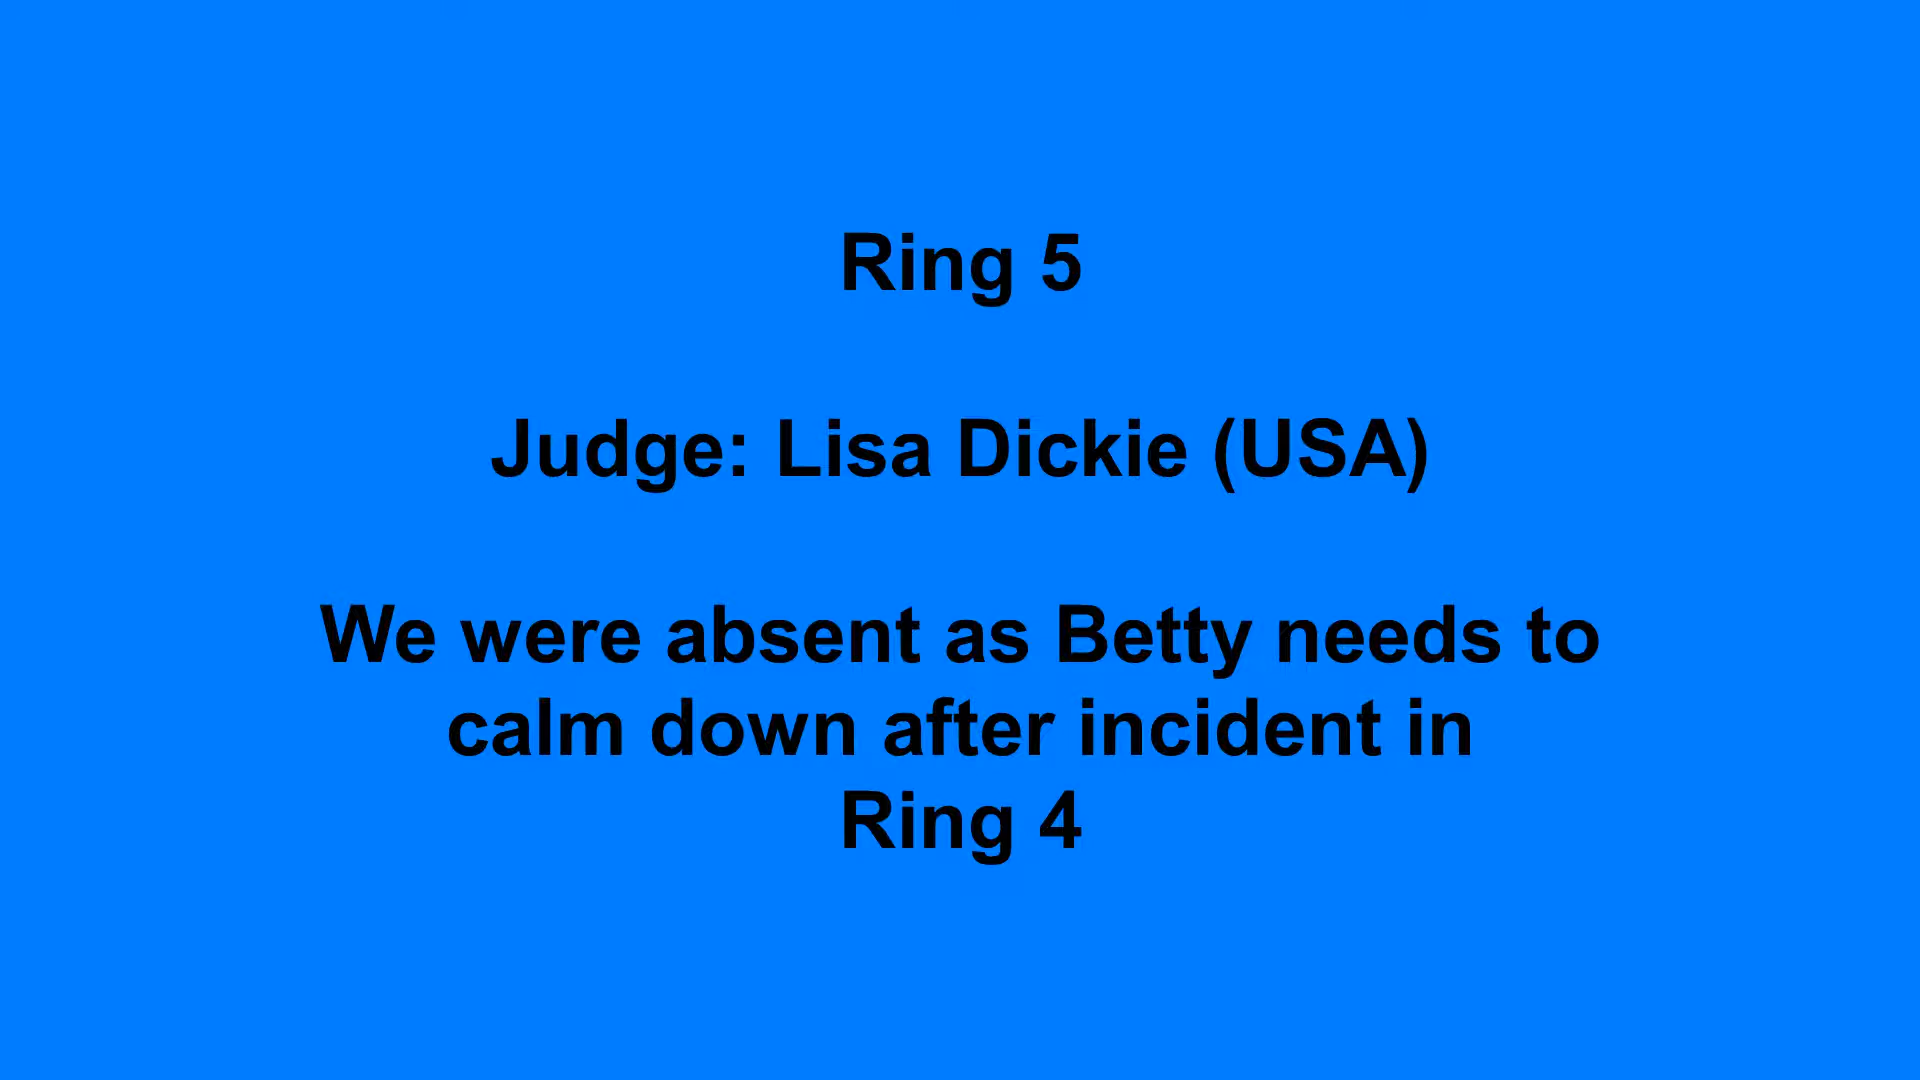 Ring 5
Judge: Lisa Dickie (USA)
We were absent as Betty needs to
calm down after incident in
Ring 4